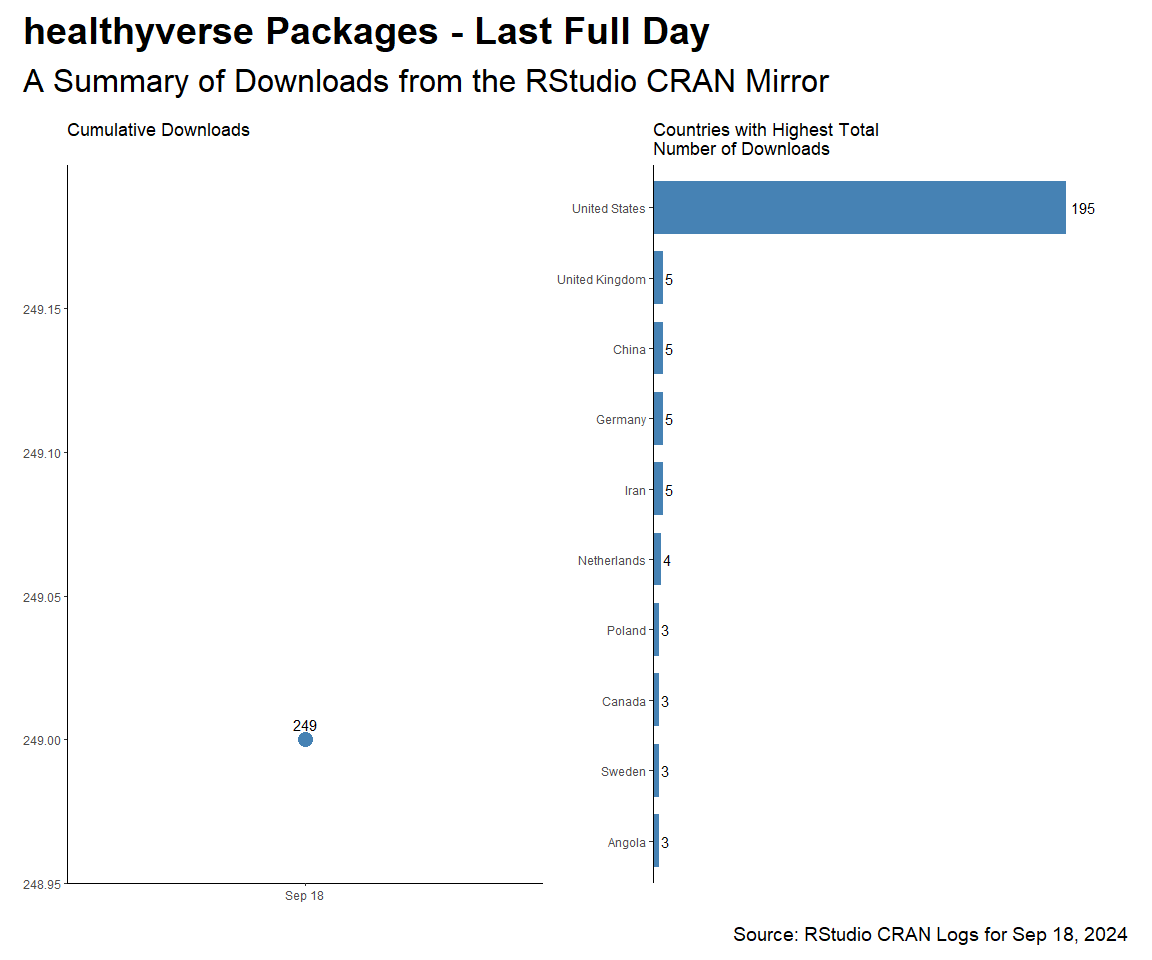 healthyverse Packages - Last Full Day
A Summary of Downloads from the RStudio CRAN Mirror
Cumulative Downloads
249.15
249.10
249.05
249.00
248.95
249
Sep 18
Countries with Highest Total
Number of Downloads
United States 195
United Kingdom 5
China 5
Germany 5
Iran 5
Netherlands 4
Poland 3
Canada 3
Sweden 3
Angola 3
Source: RStudio CRAN Logs for Sep 18, 2024